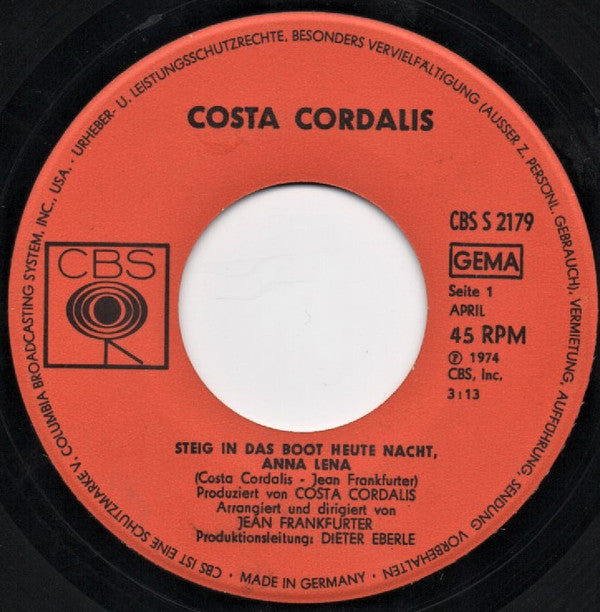 CBS IST EINE SCHUTZMARKE V. COLUMBIA BROADCASTING SYSTEM, INC., USA. · URHEBER- U. LEISTUNGSSCHUTZRECHTE, BESONDERS VERVIELFÄLTIGUNG (AUSSER Z. PERSONL. GEBRAUCH), VERMIETUNG, AUFFÜHRUNG, SENDUNG VORBEHALTEN
COSTA CORDALIS
CBS
CBS S 2179
GEMA
Seite 1
APRIL
45 RPM
℗ 1974
CBS, Inc.
3:13
STEIG IN DAS BOOT HEUTE NACHT,
ANNA LENA
(Costa Cordalis - Jean Frankfurter)
Produziert von COSTA CORDALIS
Arrangiert und dirigiert von
JEAN FRANKFURTER
Produktionsleitung: DIETER EBERLE
· MADE IN GERMANY ·